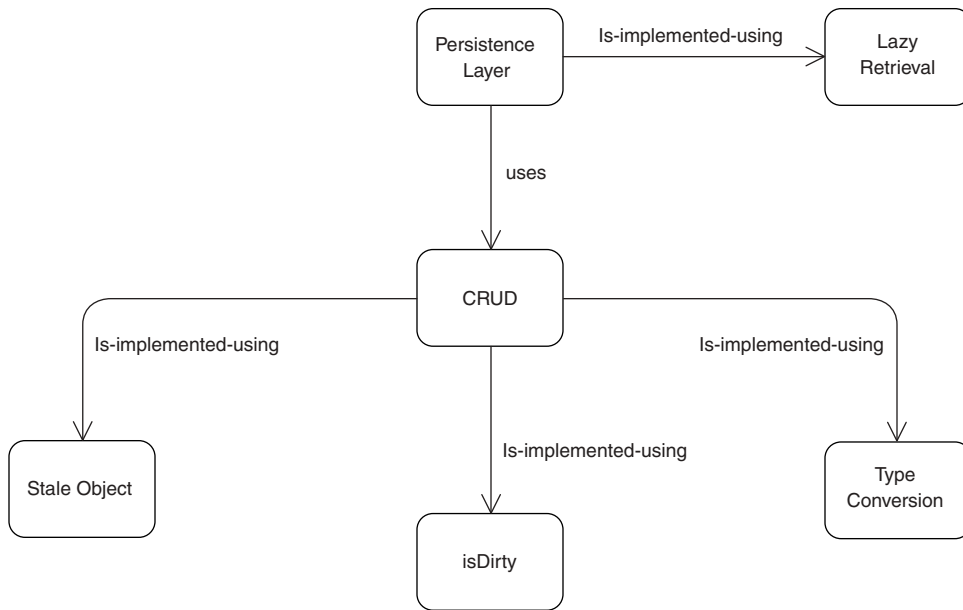 Persistence
Layer
Is-implemented-using
Lazy
Retrieval
uses
CRUD
Is-implemented-using
Is-implemented-using
Stale Object
Is-implemented-using
Type
Conversion
isDirty